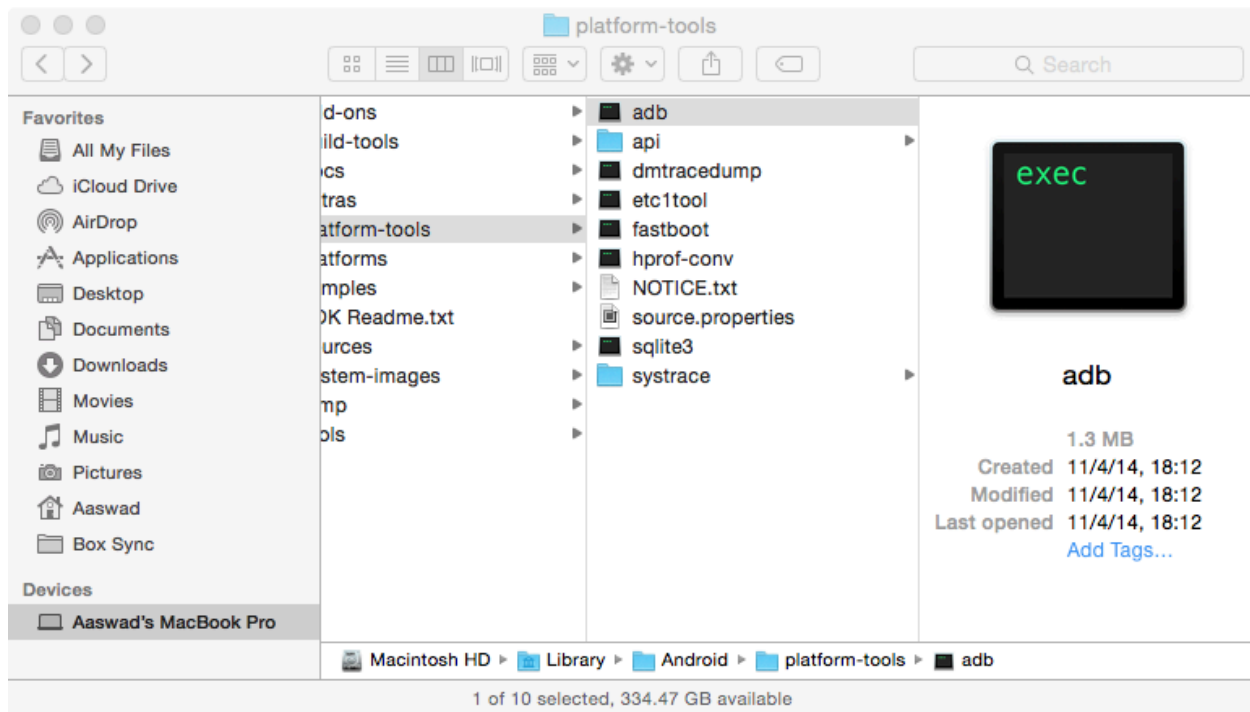 platform-tools
Search
Favorites
All My Files
iCloud Drive
AirDrop
Applications
Desktop
Documents
Downloads
Movies
Music
Pictures
Aaswad
Box Sync
Devices
Aaswad's MacBook Pro
d-ons
ild-tools
cs
tras
atform-tools
atforms
mples
K Readme.txt
urces
stem-images
mp
ols
adb
api
dmtracedump
etc1tool
fastboot
hprof-conv
NOTICE.txt
source.properties
sqlite3
systrace
exec
adb
1.3 MB
Created 11/4/14, 18:12
Modified 11/4/14, 18:12
Last opened 11/4/14, 18:12
Add Tags...
Macintosh HD Library Android platform-tools adb
1 of 10 selected, 334.47 GB available